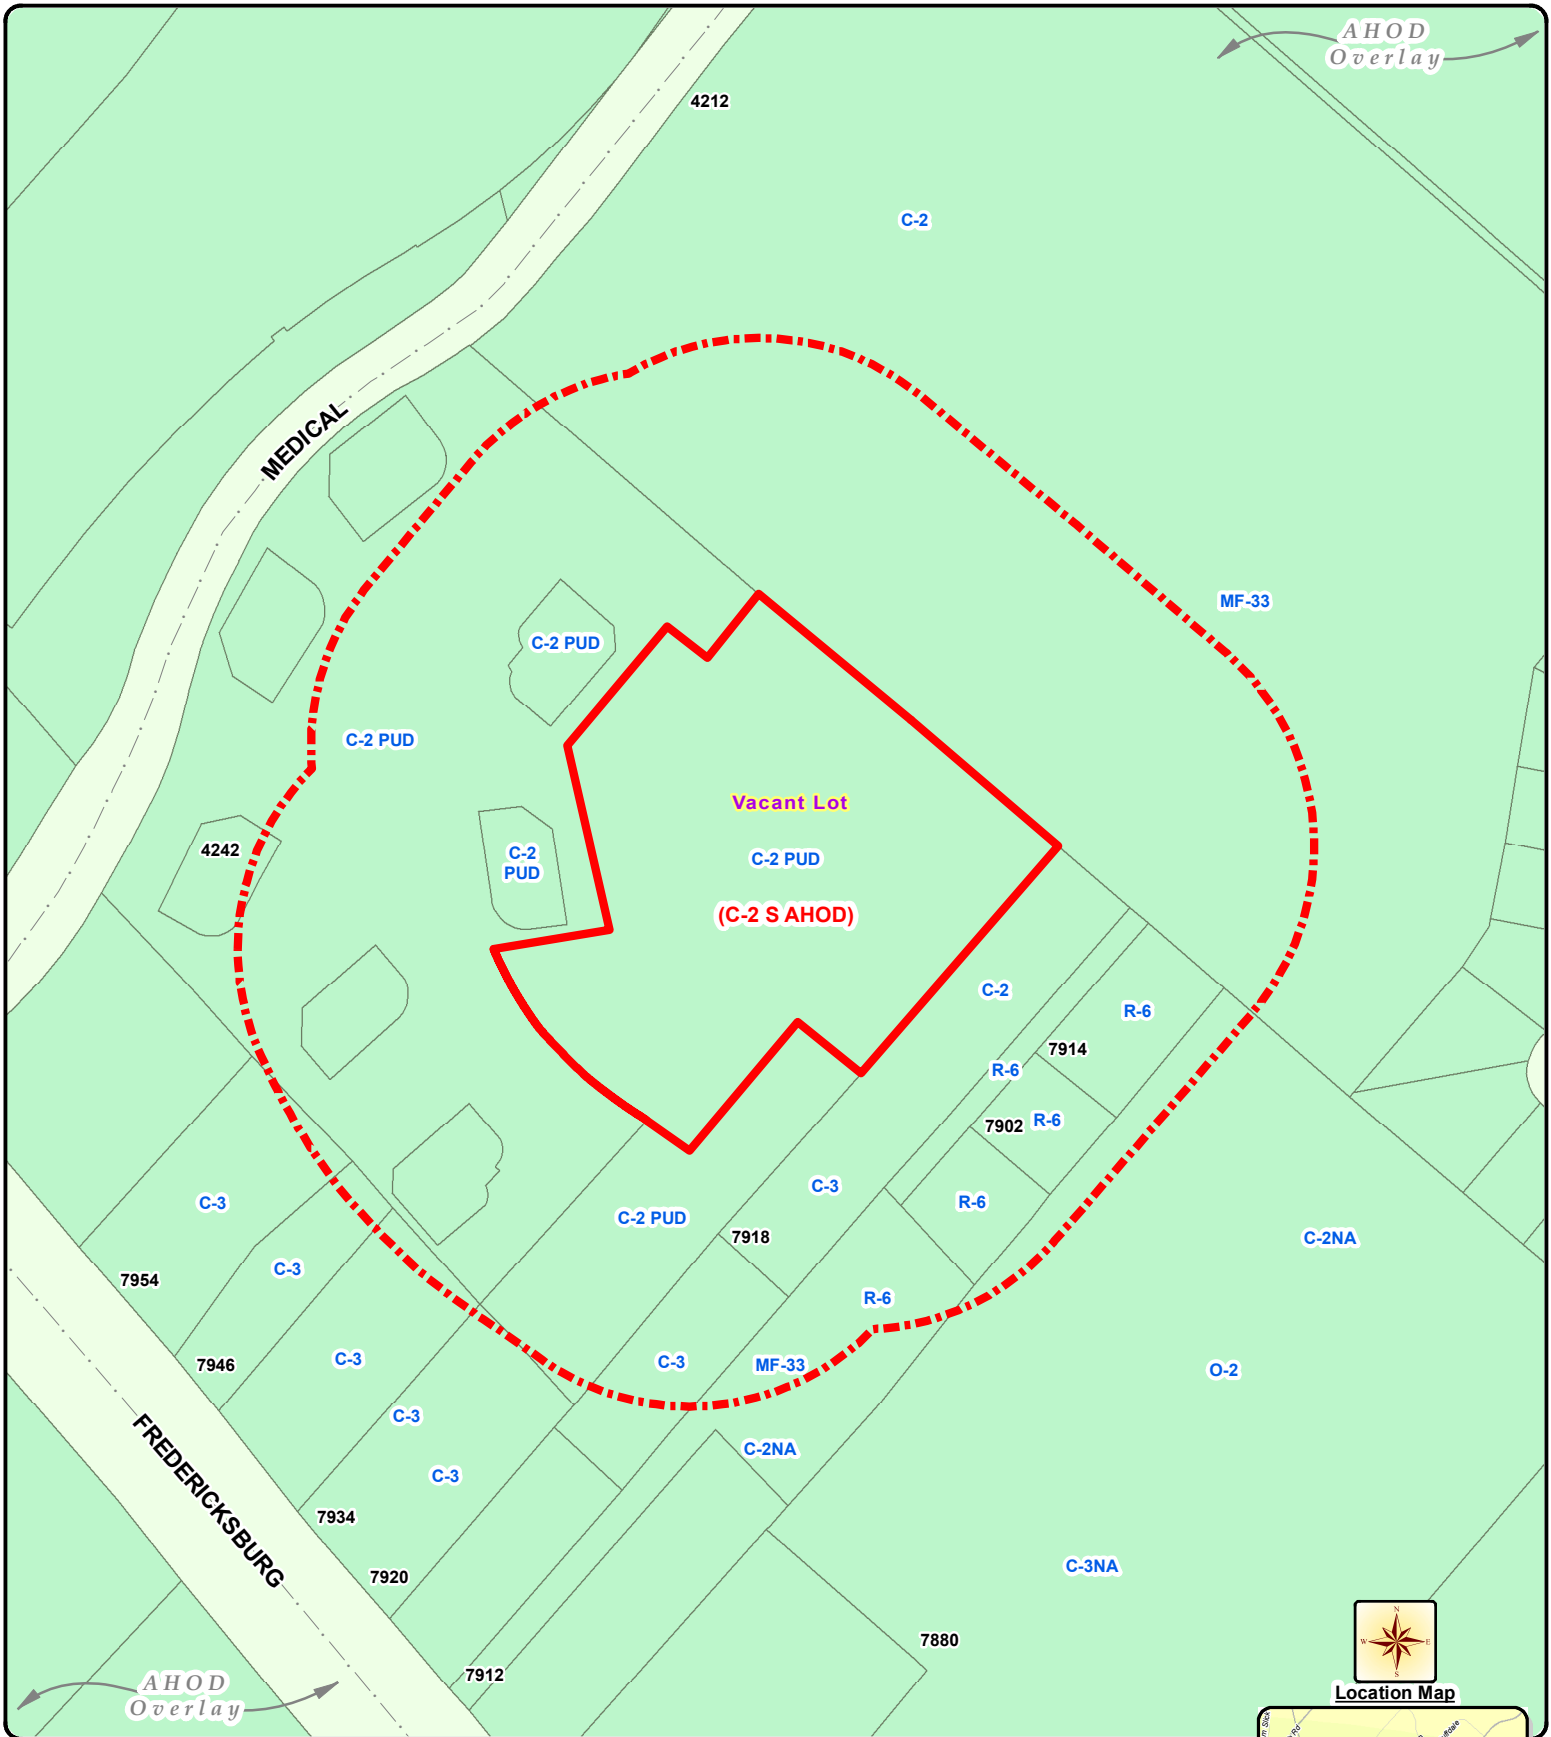 AHOD
Overlay
4212
C-2
MEDICAL
MF-33
C-2 PUD
C-2 PUD
Vacant Lot
4242
C-2
PUD
C-2 PUD
(C-2 S AHOD)
C-2
R-6
7914
R-6
7902
R-6
C-3
R-6
C-3
C-2 PUD
7918
C-2NA
C-3
7954
R-6
C-3
C-3
MF-33
7946
O-2
C-3
C-2NA
C-3
7934
FREDERICKSBURG
C-3NA
7920
7880
N
W
E
S
7912
AHOD
Overlay
Location Map
Rd